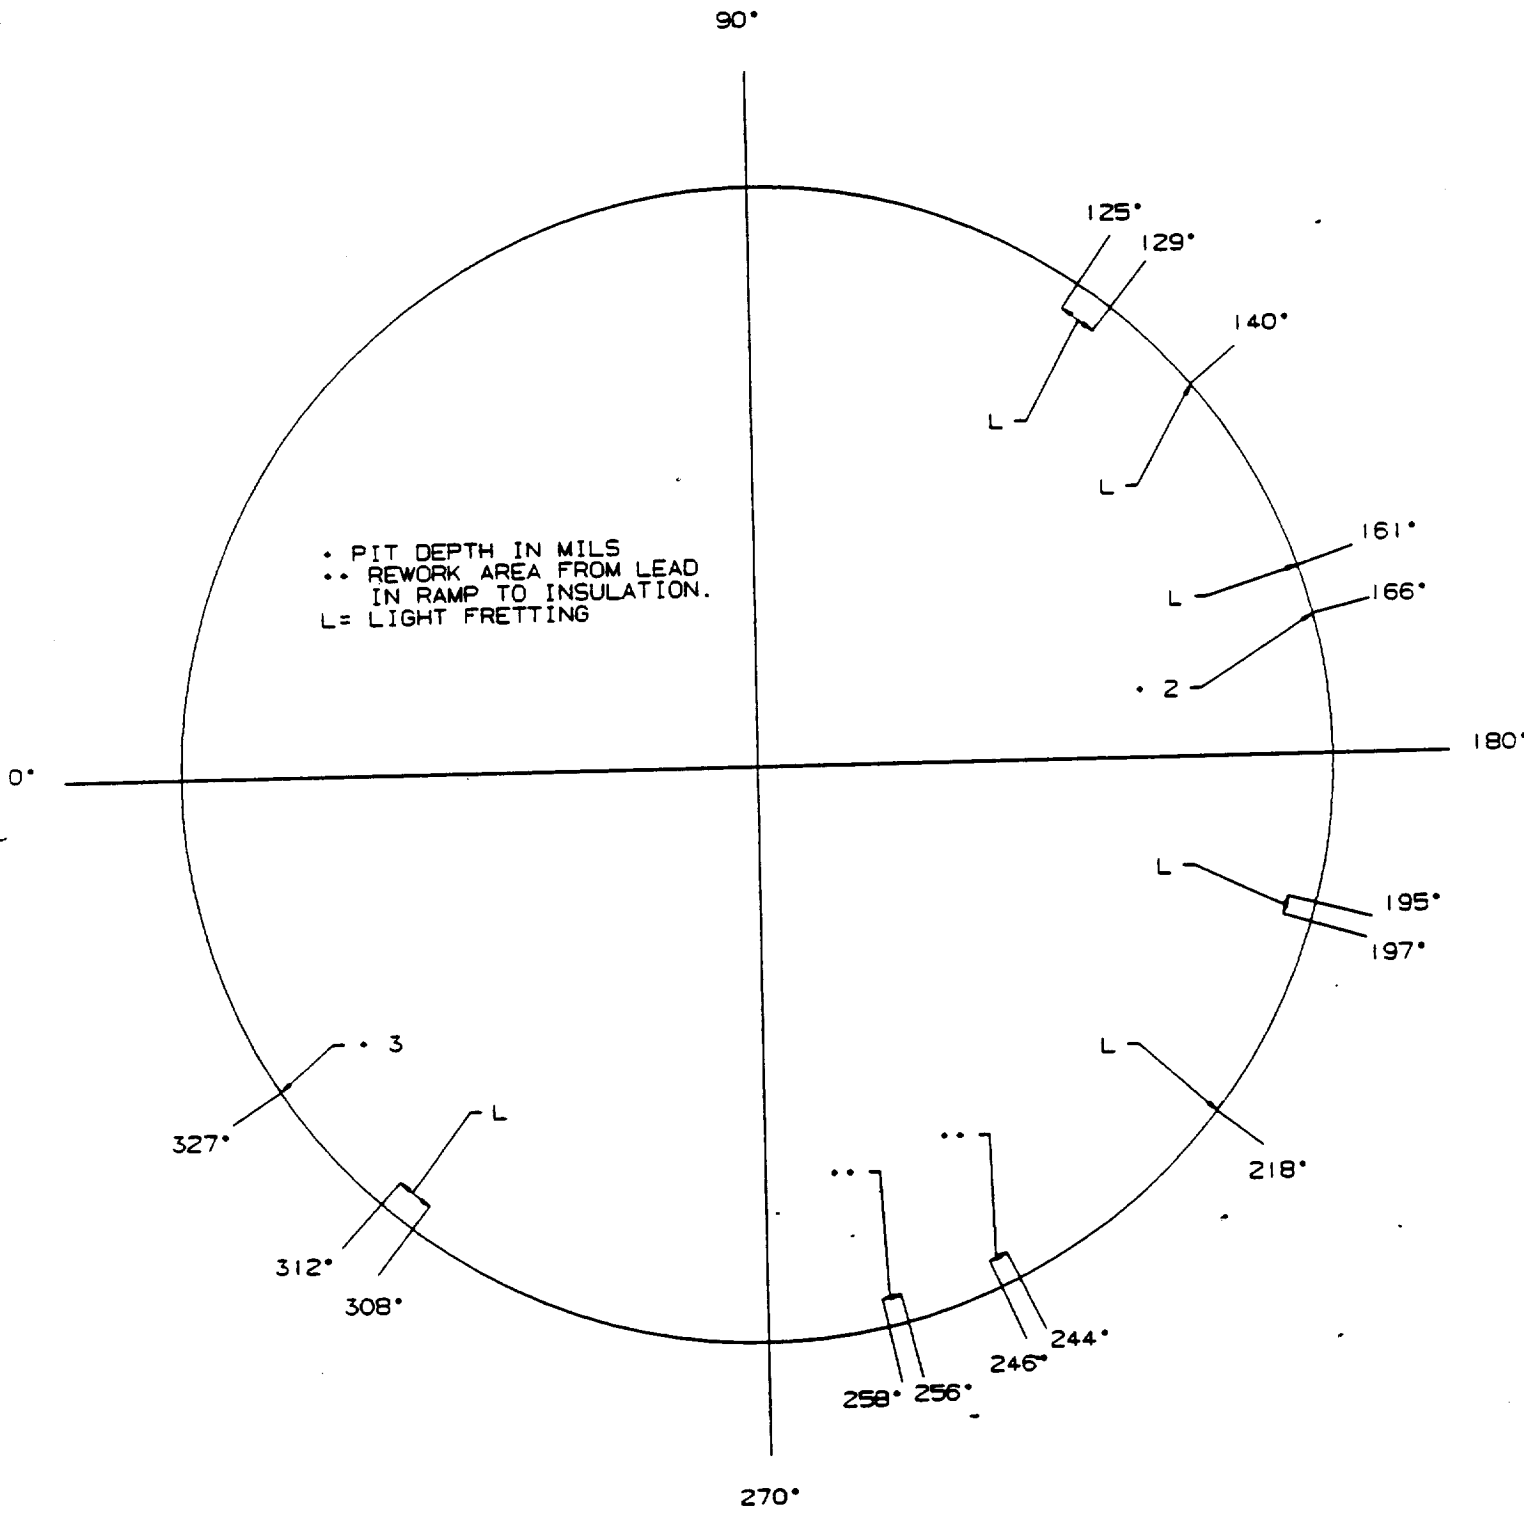 90°
125°
129°
140°
L
L
161°
• PIT DEPTH IN MILS
•• REWORK AREA FROM LEAD
IN RAMP TO INSULATION.
L= LIGHT FRETTING
L
166°
• 2
180°
0°
L
195°
197°
• 3
L
327°
L
••
••
218°
312°
308°
244°
246°
258°
256°
270°